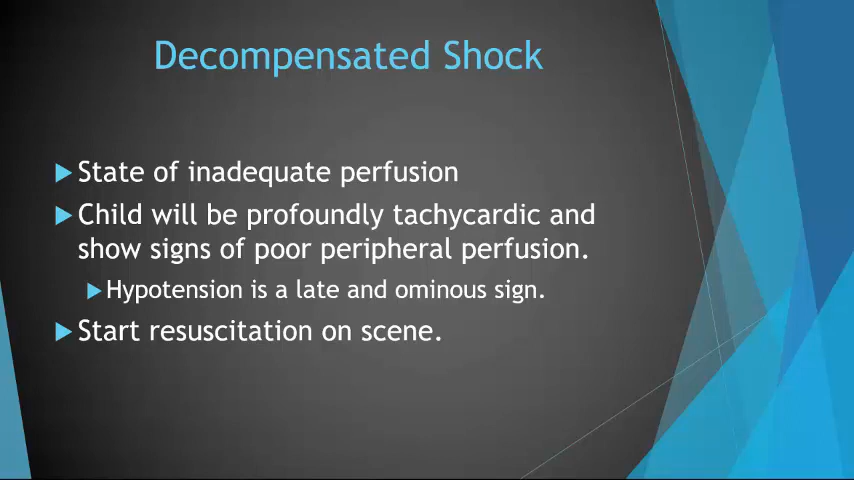 Decompensated Shock
State of inadequate perfusion
Child will be profoundly tachycardic and
show signs of poor peripheral perfusion.
Hypotension is a late and ominous sign.
Start resuscitation on scene.